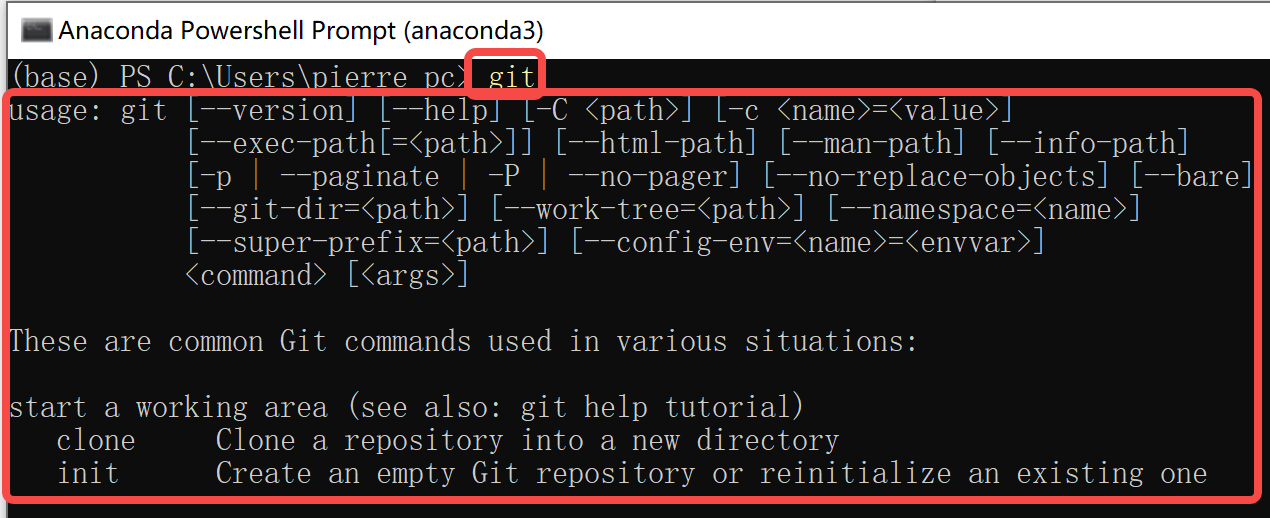 Anaconda Powershell Prompt (anaconda3)
(base) PS C:\Users\pierre pc> git
usage: git [--version] [--help] [-C <path>] [-c <name>=<value>]
[--exec-path[=<path>]] [--html-path] [--man-path] [--info-path]
[-p | --paginate | -P | --no-pager] [--no-replace-objects] [--bare]
[--git-dir=<path>] [--work-tree=<path>] [--namespace=<name>]
[--super-prefix=<path>] [--config-env=<name>=<envvar>]
<command> [<args>]
These are common Git commands used in various situations:
start a working area (see also: git help tutorial)
clone Clone a repository into a new directory
init Create an empty Git repository or reinitialize an existing one